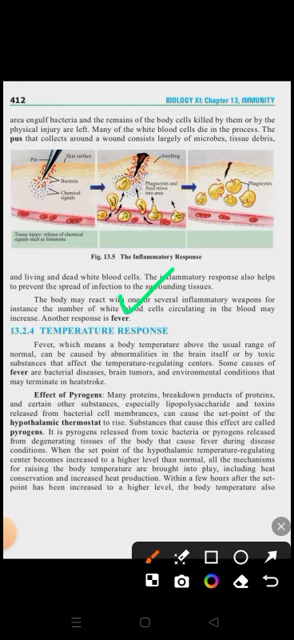 412
BIOLOGY XI: Chapter 13, IMMUNITY
area engulf bacteria and the remains of the body cells killed by them or by the
physical injury are left. Many of the white blood cells die in the process. The
pus that collects around a wound consists largely of microbes, tissue debris,
Pin
Skin surface
Bacteria
Chemical
signals
Swelling
Phagocytes and
fluid move
into area
Phagocytes
Tissue injury: release of chemical
signals such as histamine
Fig. 13.5 The Inflammatory Response
and living and dead white blood cells. The inflammatory response also helps
to prevent the spread of infection to the surrounding tissues.
The body may react with one or several inflammatory weapons for
instance the number of white blood cells circulating in the blood may
increase. Another response is fever.
13.2.4 TEMPERATURE RESPONSE
Fever, which means a body temperature above the usual range of
normal, can be caused by abnormalities in the brain itself or by toxic
substances that affect the temperature-regulating centers. Some causes of
fever are bacterial diseases, brain tumors, and environmental conditions that
may terminate in heatstroke.
Effect of Pyrogens: Many proteins, breakdown products of proteins,
and certain other substances, especially lipopolysaccharide and toxins
released from bacterial cell membranes, can cause the set-point of the
hypothalamic thermostat to rise. Substances that cause this effect are called
pyrogens. It is pyrogens released from toxic bacteria or pyrogens released
from degenerating tissues of the body that cause fever during disease
conditions. When the set point of the hypothalamic temperature-regulating
center becomes increased to a higher level than normal, all the mechanisms
for raising the body temperature are brought into play, including heat
conservation and increased heat production. Within a few hours after the set-
point has been increased to a higher level, the body temperature also